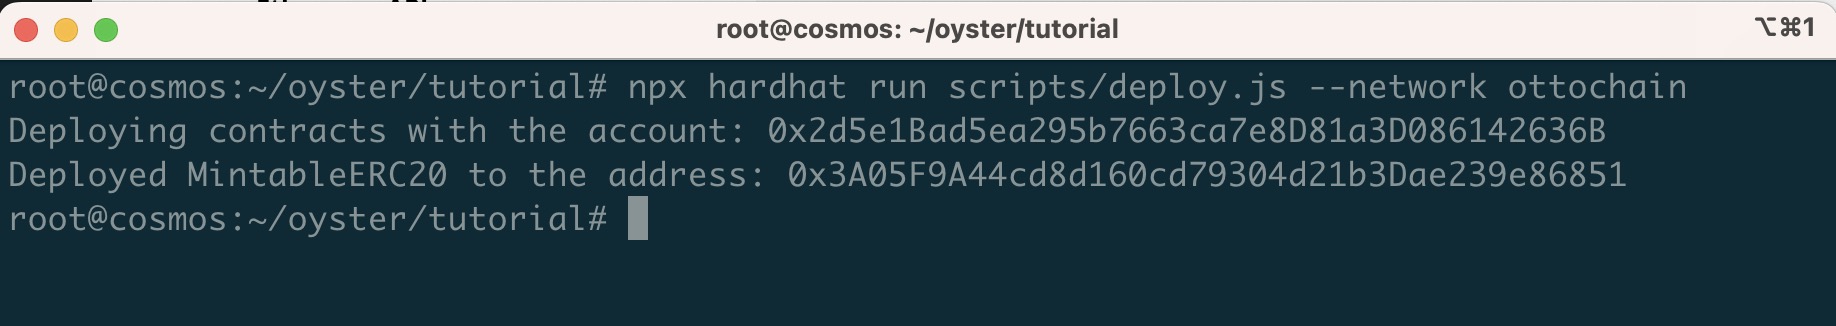 root@cosmos: ~/oyster/tutorial
⌥⌘1
root@cosmos:~/oyster/tutorial# npx hardhat run scripts/deploy.js --network ottochain
Deploying contracts with the account: 0x2d5e1Bad5ea295b7663ca7e8D81a3D086142636B
Deployed MintableERC20 to the address: 0x3A05F9A44cd8d160cd79304d21b3Dae239e86851
root@cosmos:~/oyster/tutorial#